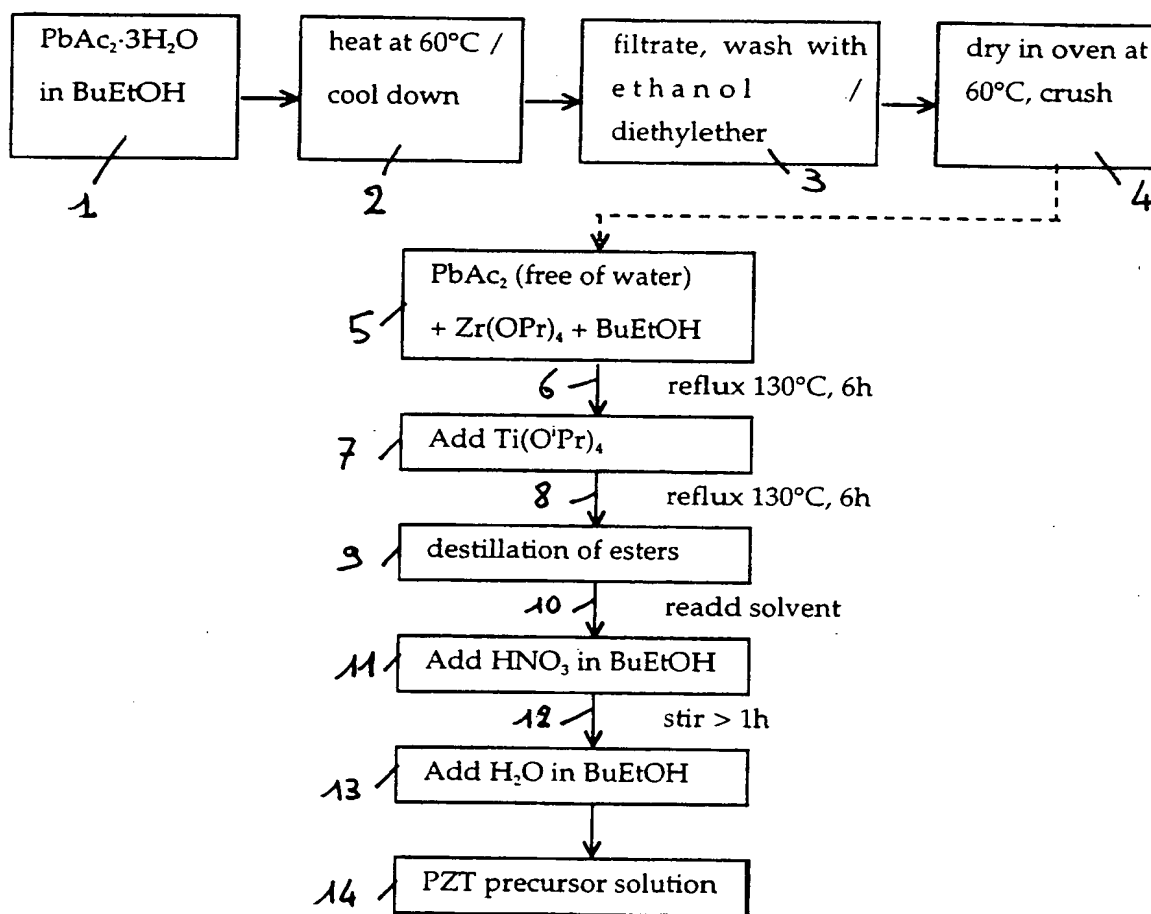 PbAc₂·3H₂O
in BuEtOH
1
heat at 60°C /
cool down
2
filtrate, wash with
ethanol /
diethylether
3
dry in oven at
60°C, crush
4
PbAc₂ (free of water)
+ Zr(OPr)₄ + BuEtOH
5
6 reflux 130°C, 6h
7 Add Ti(OⁱPr)₄
8 reflux 130°C, 6h
9 destillation of esters
10 readd solvent
11 Add HNO₃ in BuEtOH
12 stir > 1h
13 Add H₂O in BuEtOH
14 PZT precursor solution